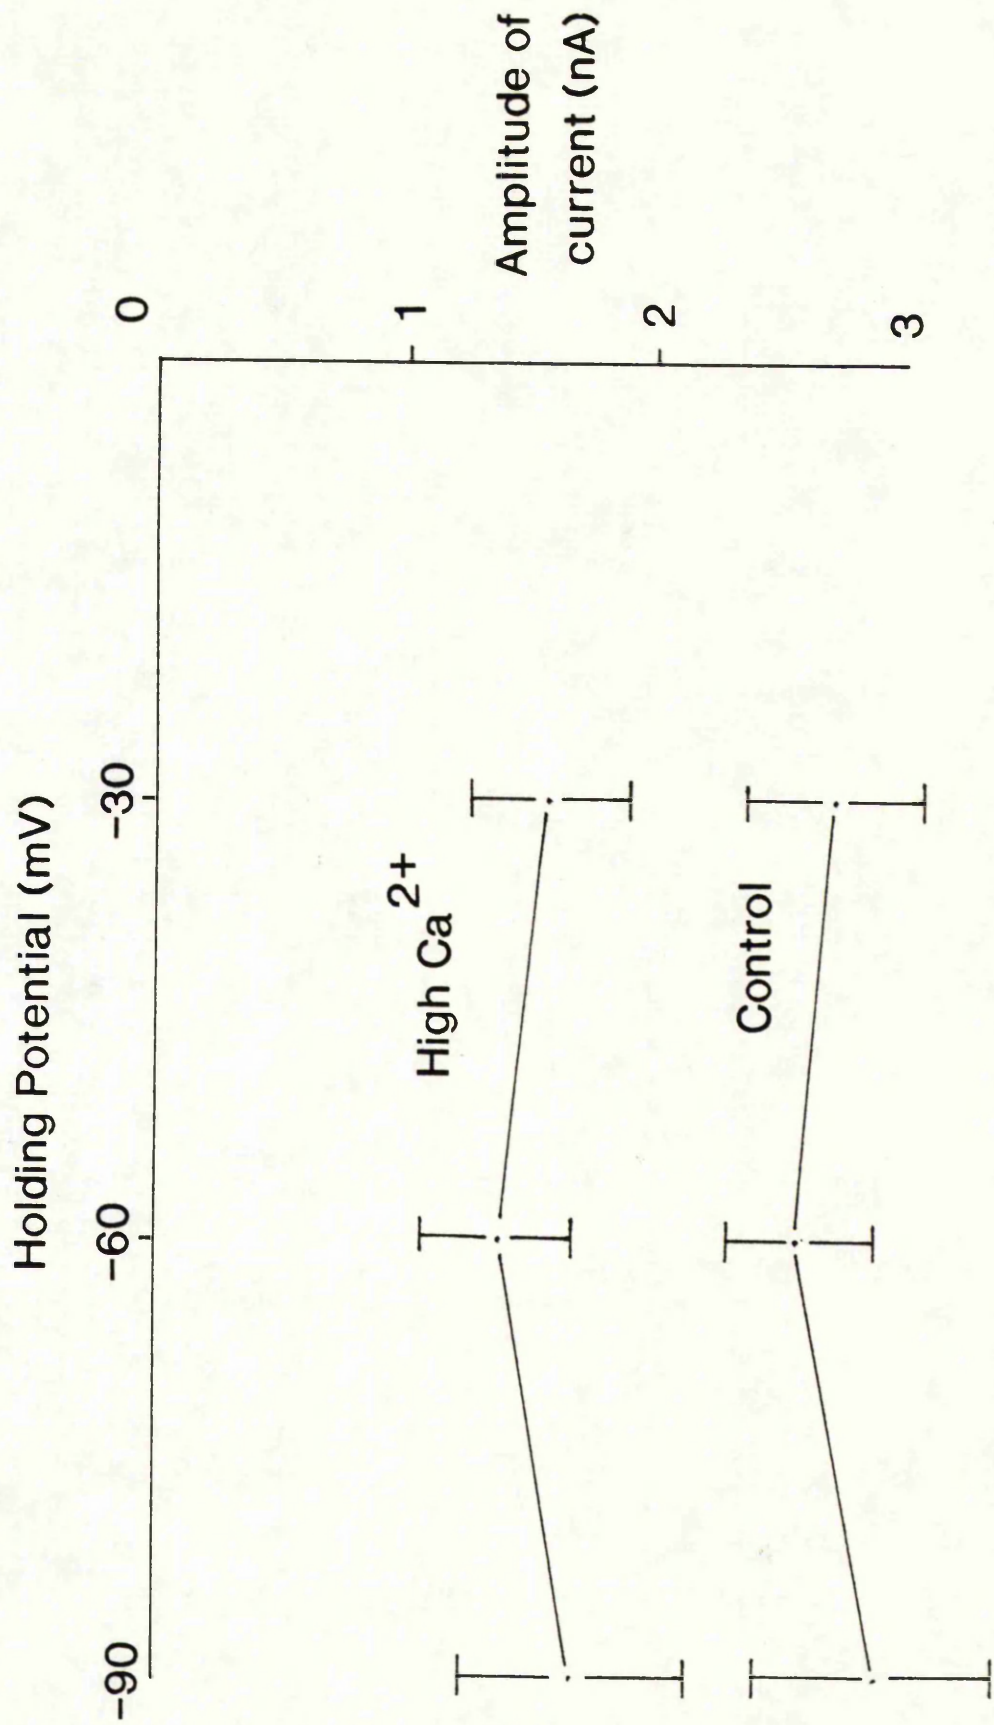 Holding Potential (mV)
-90
-60
-30
0
1
2
3
Amplitude of
current (nA)
High Ca2+
Control